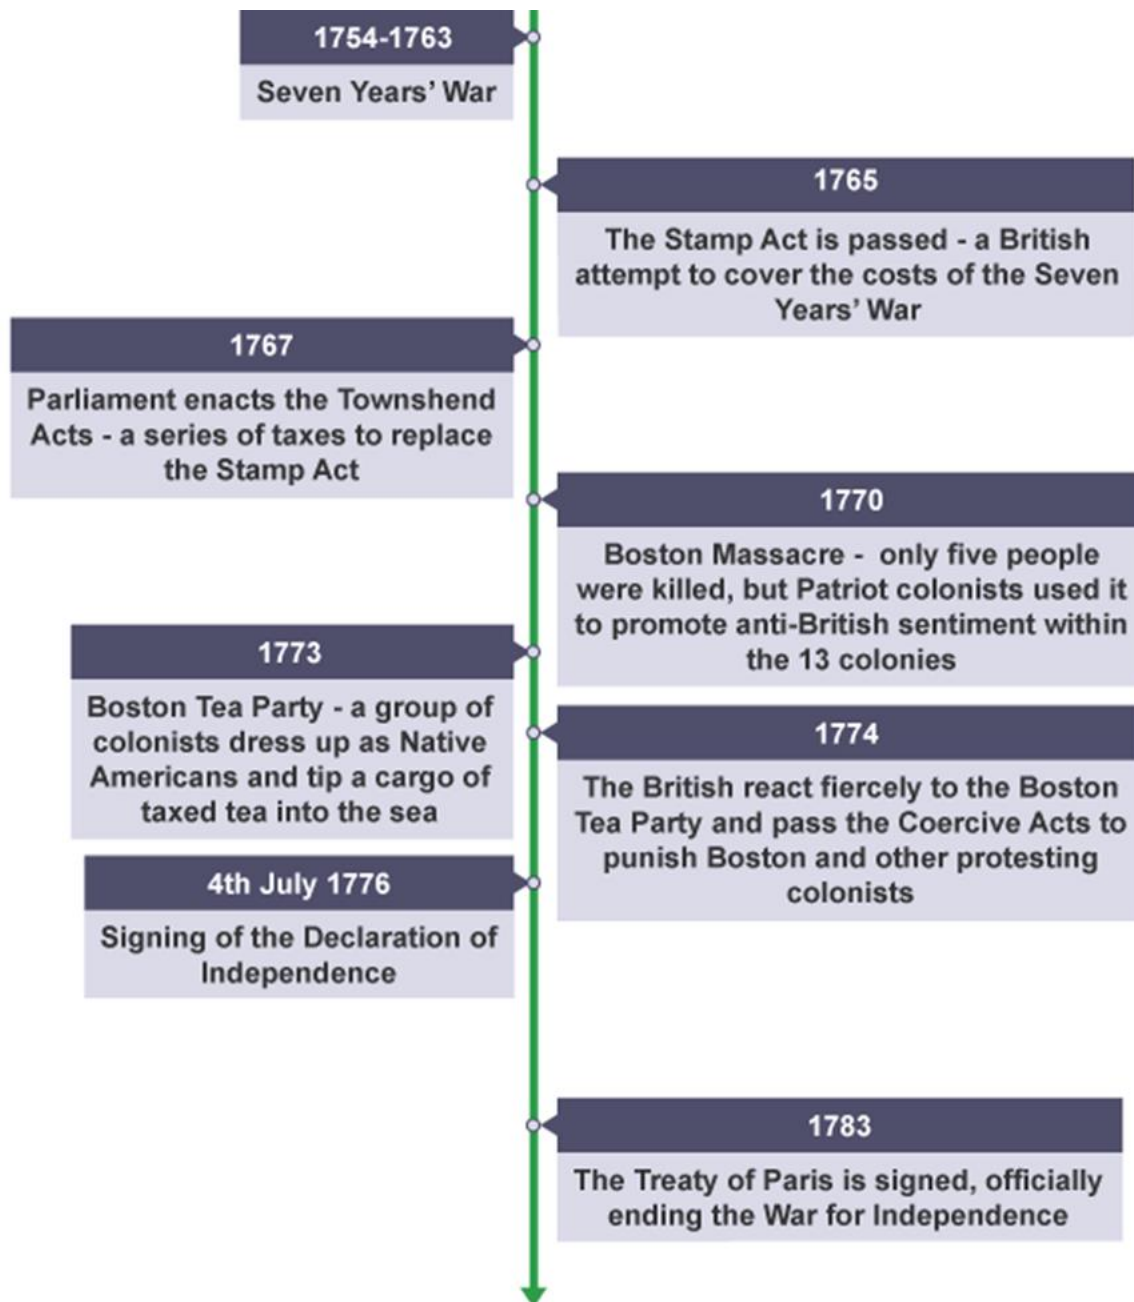 1754-1763
Seven Years' War
1765
The Stamp Act is passed - a British
attempt to cover the costs of the Seven
Years' War
1767
Parliament enacts the Townshend
Acts - a series of taxes to replace
the Stamp Act
1770
Boston Massacre - only five people
were killed, but Patriot colonists used it
to promote anti-British sentiment within
the 13 colonies
1773
Boston Tea Party - a group of
colonists dress up as Native
Americans and tip a cargo of
taxed tea into the sea
1774
The British react fiercely to the Boston
Tea Party and pass the Coercive Acts to
punish Boston and other protesting
colonists
4th July 1776
Signing of the Declaration of
Independence
1783
The Treaty of Paris is signed, officially
ending the War for Independence